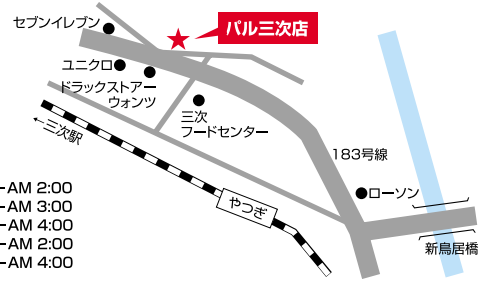 セブンイレブン
パル三次店
ユニクロ
ドラックストアー
ウォンツ
三次
フードセンター
←三次駅
183号線
ローソン
やつぎ
新鳥居橋
-AM 2:00
-AM 3:00
-AM 4:00
-AM 2:00
-AM 4:00